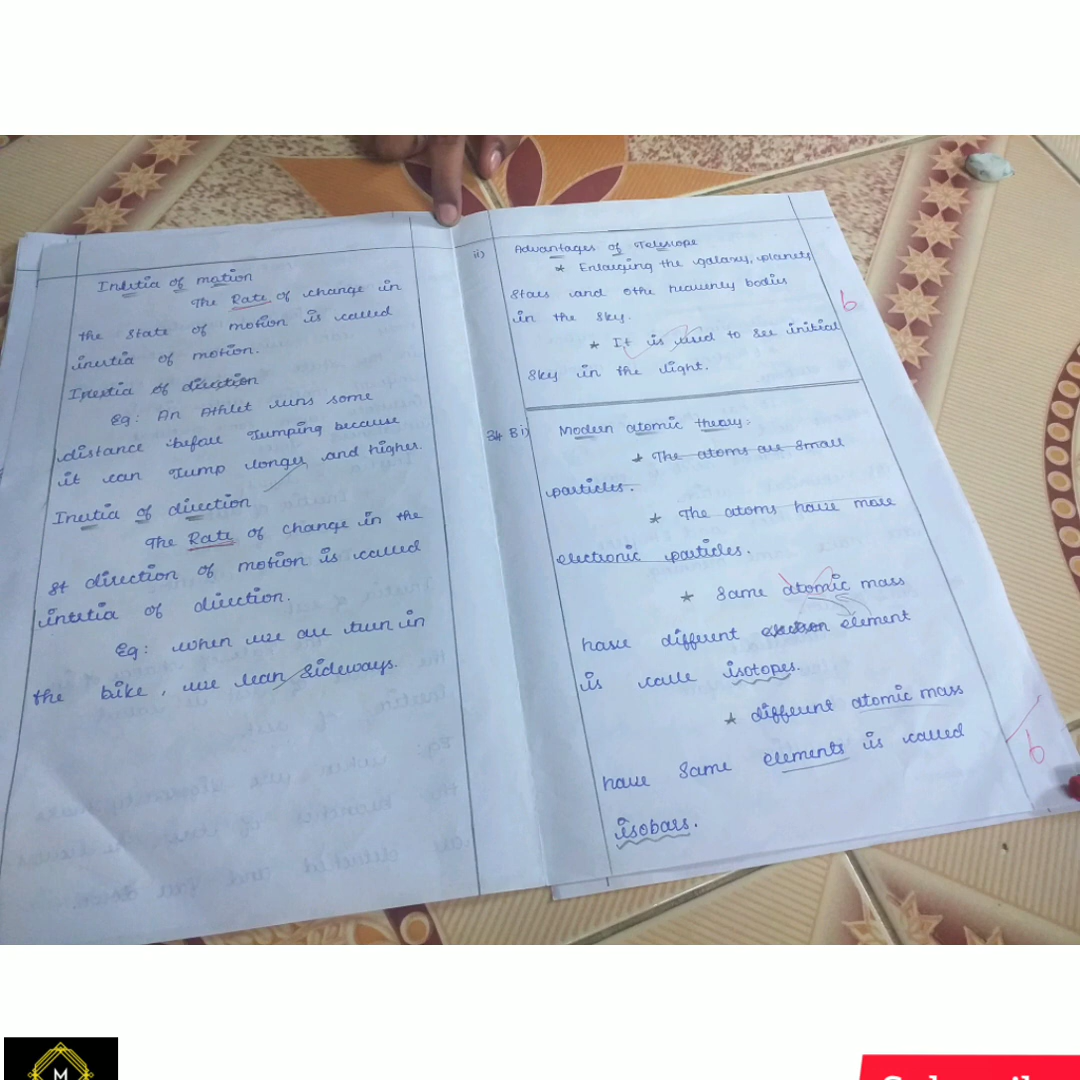 Inertia of motion
The Rate of change in
the state of motion is called
inertia of motion.
Inestia of direction
Eg: An Athlet runs some
distance before Jumping because
it can Jump longer and higher.
Inertia of direction
The Rate of change in the
st direction of motion is called
intetia of direction.
Eg: when we are turn in
the bike, we lean sideways.
ii) Advantages of Telescope
* Enlarging the galaxy, planets
stars and othe heavenly bodies
in the sky.
6
* It is used to see initial
sky in the night.
34 B i) Modern atomic theory:
* The atoms are small
particles.
* The atoms have more
electronic particles.
* Same atomic mass
have different element
is calle isotopes.
* different atomic mass
have same elements is called
isobars.
6
M